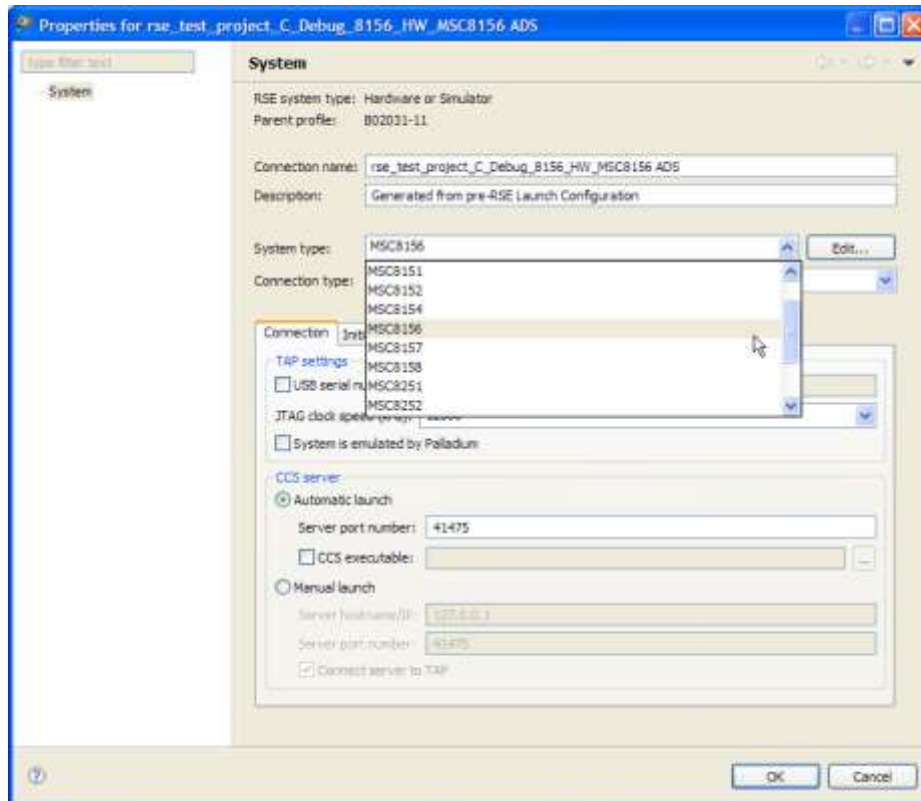 Properties for rse_test_project_C_Debug_8156_HW_MSC8156 ADS
type filter text
System
System
RSE system type: Hardware or Simulator
Parent profile: B02031-11
Connection name: rse_test_project_C_Debug_8156_HW_MSC8156 ADS
Description: Generated from pre-RSE Launch Configuration
System type: MSC8156 Edit...
Connection type:
MSC8151
MSC8152
MSC8154
MSC8156
MSC8157
MSC8158
MSC8251
MSC8252
Connection
TAP settings
USB serial
JTAG clock
System is emulated by Palladium
CCS server
Automatic launch
Server port number: 41475
CCS executable: ...
Manual launch
Server hostname/IP: 127.0.0.1
Server port number: 41475
Connect server to TAP
OK Cancel